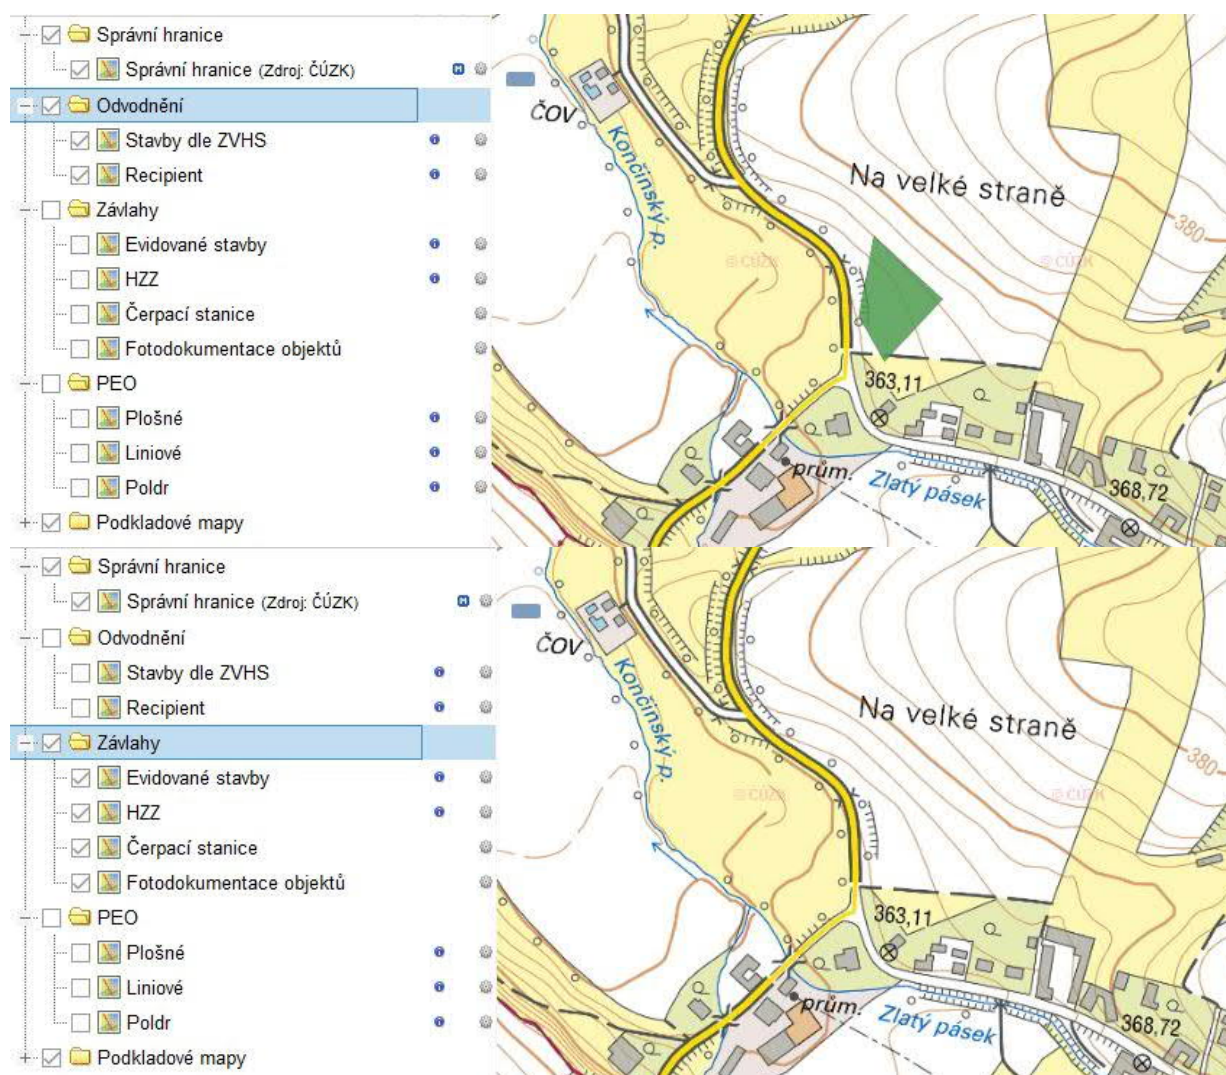 Správní hranice
Správní hranice (Zdroj: ČÚZK)
Odvodnění
Stavby dle ZVHS
Recipient
Závlahy
Evidované stavby
HZZ
Čerpací stanice
Fotodokumentace objektů
PEO
Plošné
Liniové
Poldr
Podkladové mapy
ČOV
Končinský p.
Na velké straně
380
© ČÚZK
© ČÚZK
363,11
prům.
Zlatý pásek
368,72
Správní hranice
Správní hranice (Zdroj: ČÚZK)
Odvodnění
Stavby dle ZVHS
Recipient
Závlahy
Evidované stavby
HZZ
Čerpací stanice
Fotodokumentace objektů
PEO
Plošné
Liniové
Poldr
Podkladové mapy
ČOV
Končinský p.
Na velké straně
380
© ČÚZK
© ČÚZK
363,11
prům.
Zlatý pásek
368,72